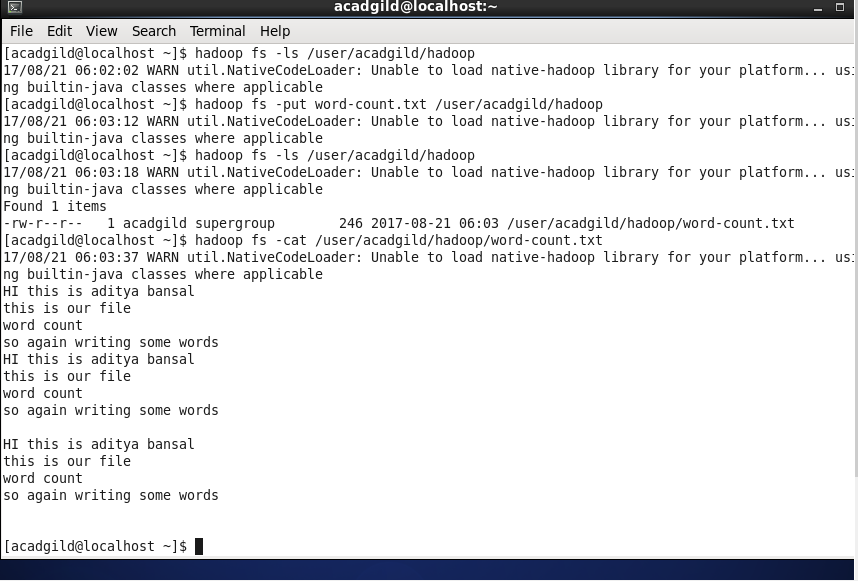 acadgild@localhost:~
File Edit View Search Terminal Help
[acadgild@localhost ~]$ hadoop fs -ls /user/acadgild/hadoop
17/08/21 06:02:02 WARN util.NativeCodeLoader: Unable to load native-hadoop library for your platform... usi
ng builtin-java classes where applicable
[acadgild@localhost ~]$ hadoop fs -put word-count.txt /user/acadgild/hadoop
17/08/21 06:03:12 WARN util.NativeCodeLoader: Unable to load native-hadoop library for your platform... usi
ng builtin-java classes where applicable
[acadgild@localhost ~]$ hadoop fs -ls /user/acadgild/hadoop
17/08/21 06:03:18 WARN util.NativeCodeLoader: Unable to load native-hadoop library for your platform... usi
ng builtin-java classes where applicable
Found 1 items
-rw-r--r--   1 acadgild supergroup        246 2017-08-21 06:03 /user/acadgild/hadoop/word-count.txt
[acadgild@localhost ~]$ hadoop fs -cat /user/acadgild/hadoop/word-count.txt
17/08/21 06:03:37 WARN util.NativeCodeLoader: Unable to load native-hadoop library for your platform... usi
ng builtin-java classes where applicable
HI this is aditya bansal
this is our file
word count
so again writing some words
HI this is aditya bansal
this is our file
word count
so again writing some words
HI this is aditya bansal
this is our file
word count
so again writing some words
[acadgild@localhost ~]$